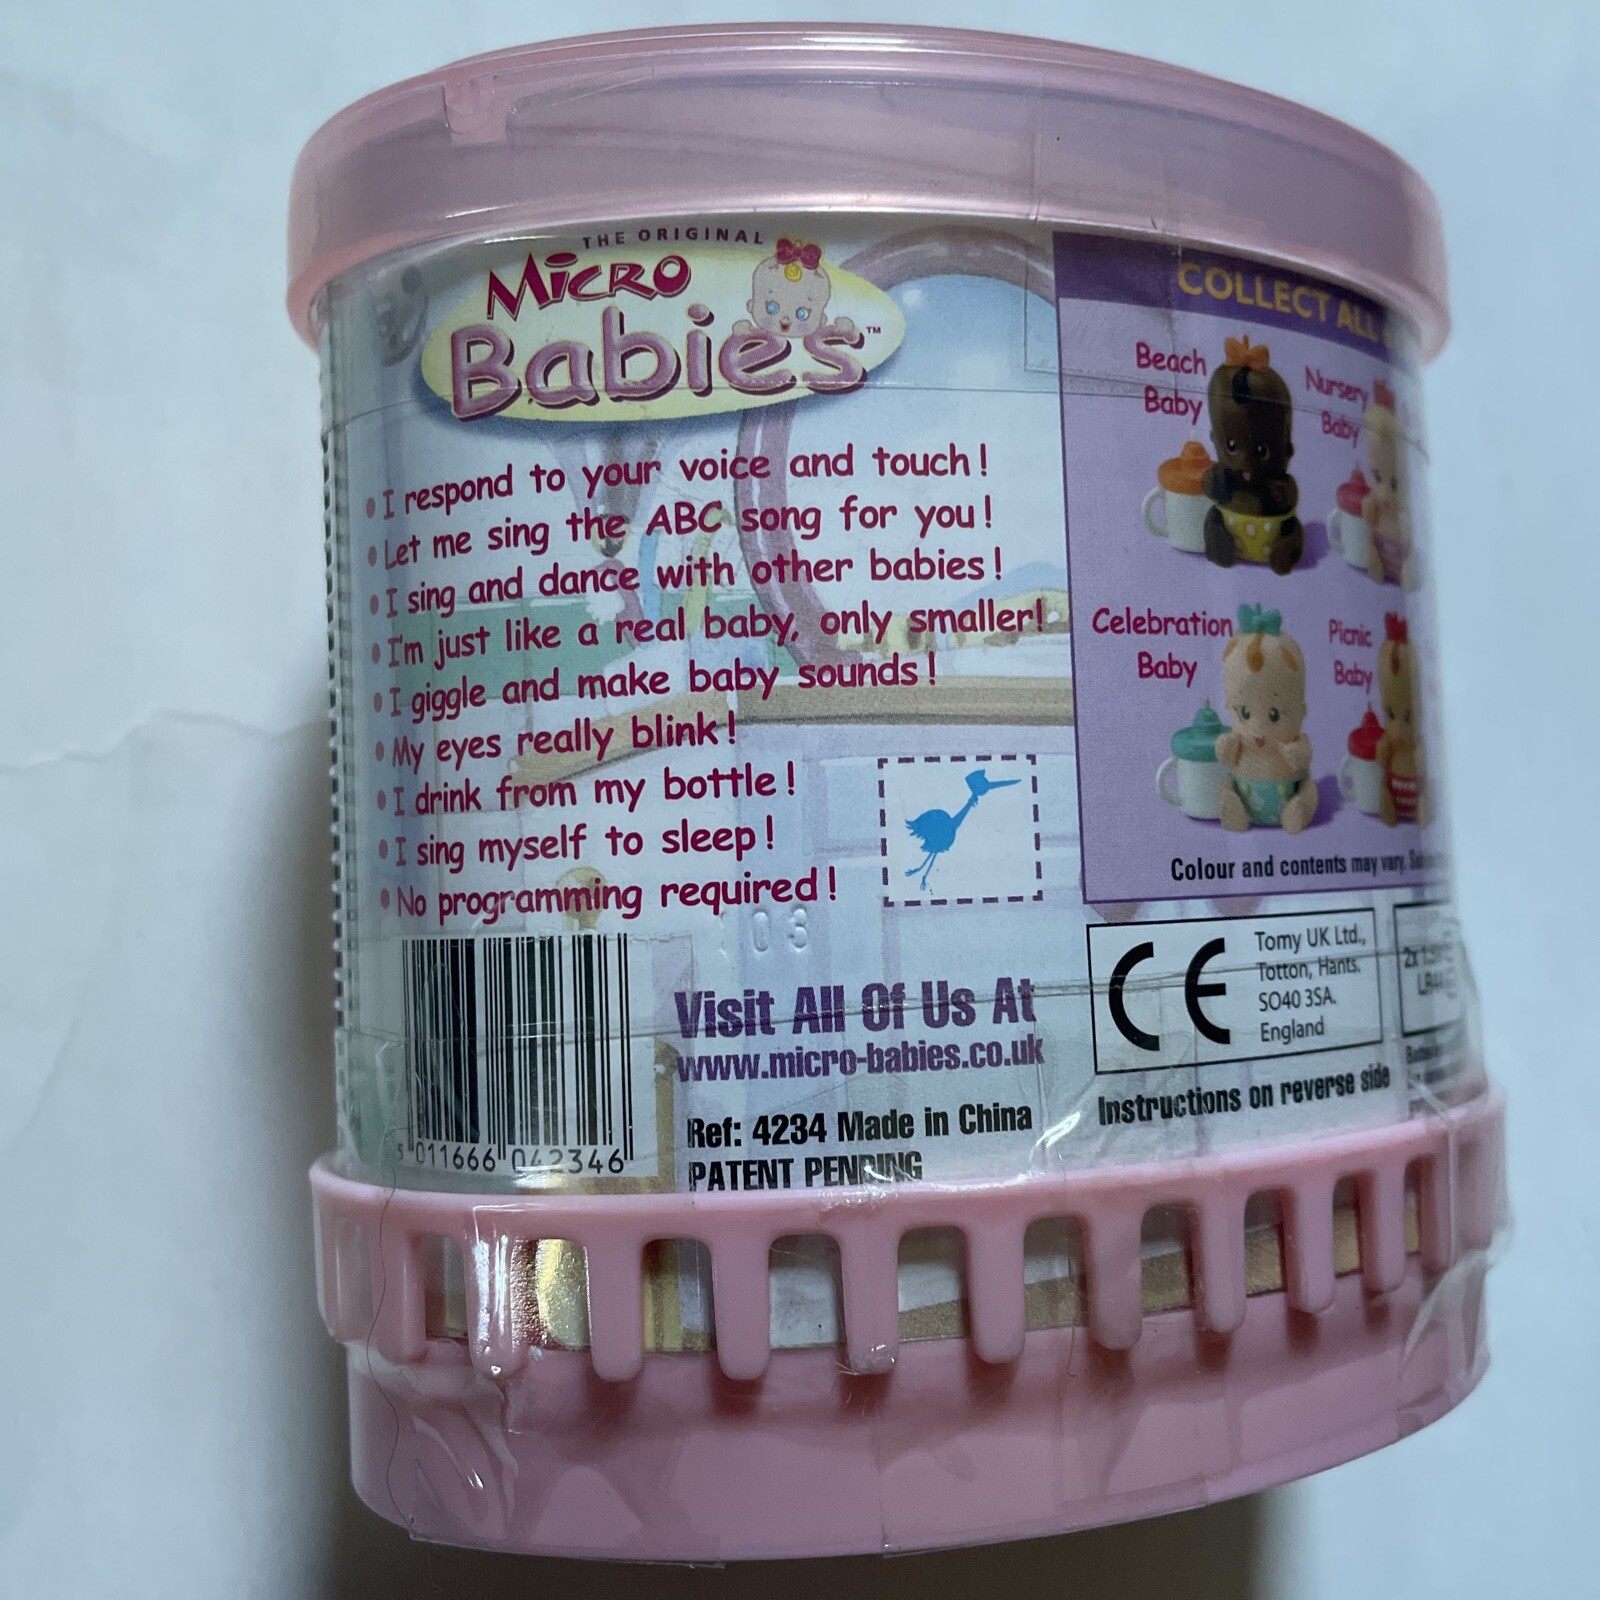 THE ORIGINAL
Micro
Babies™
• I respond to your voice and touch!
• Let me sing the ABC song for you!
• I sing and dance with other babies!
• I'm just like a real baby, only smaller!
• I giggle and make baby sounds!
• My eyes really blink!
• I drink from my bottle!
• I sing myself to sleep!
• No programming required!
103
5 011666 042346
Visit All Of Us At
www.micro-babies.co.uk
Ref: 4234 Made in China
PATENT PENDING
COLLECT ALL
Beach
Baby
Nursery
Baby
Celebration
Baby
Picnic
Baby
Colour and contents may vary.
CE
Tomy UK Ltd.,
Totton, Hants.
SO40 3SA.
England
2x
Instructions on reverse side